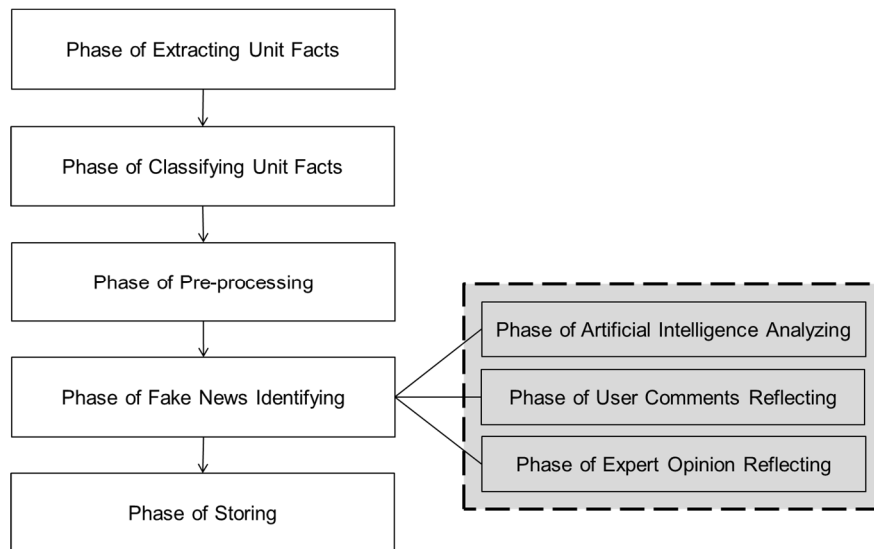 Phase of Extracting Unit Facts
Phase of Classifying Unit Facts
Phase of Pre-processing
Phase of Fake News Identifying
Phase of Storing
Phase of Artificial Intelligence Analyzing
Phase of User Comments Reflecting
Phase of Expert Opinion Reflecting